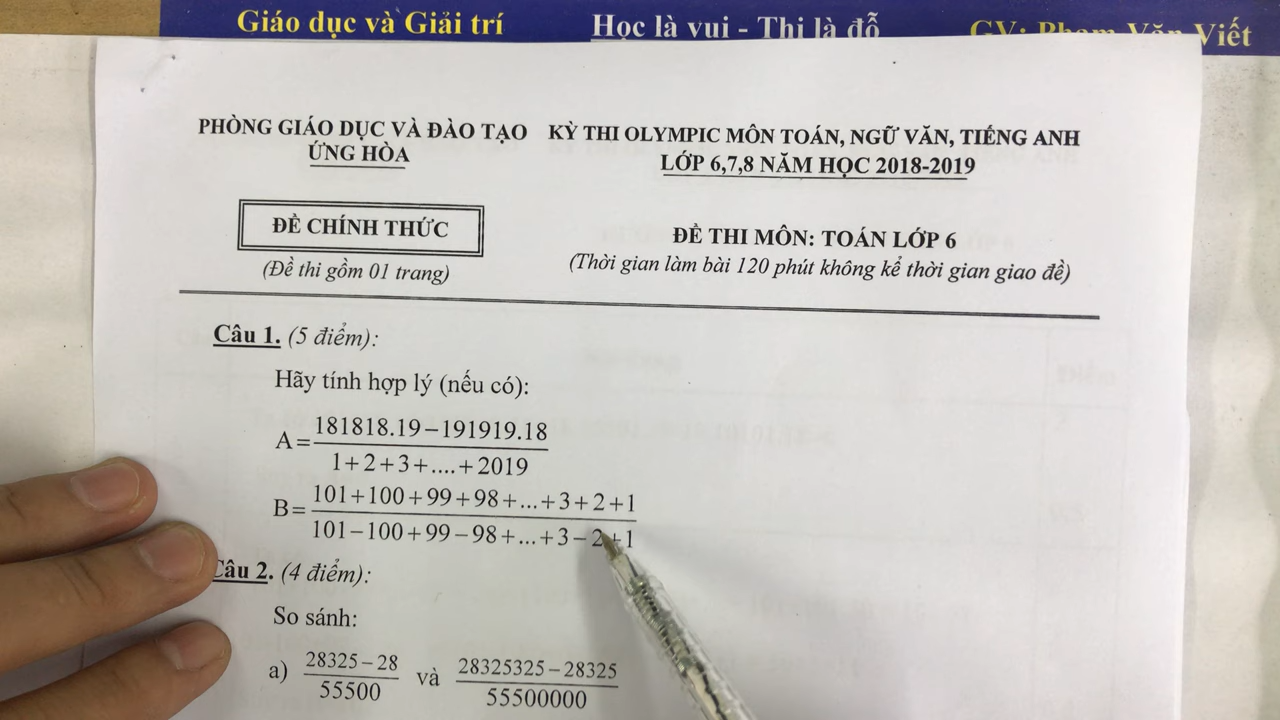 Giáo dục và Giải trí Học là vui - Thi là đỗ GV: Phạm Văn Viết
PHÒNG GIÁO DỤC VÀ ĐÀO TẠO
ỨNG HÒA
KỲ THI OLYMPIC MÔN TOÁN, NGỮ VĂN, TIẾNG ANH
LỚP 6,7,8 NĂM HỌC 2018-2019
ĐỀ CHÍNH THỨC
(Đề thi gồm 01 trang)
ĐỀ THI MÔN: TOÁN LỚP 6
(Thời gian làm bài 120 phút không kể thời gian giao đề)
Câu 1. (5 điểm):
Hãy tính hợp lý (nếu có):
A= 181818.19−191919.18
1+2+3+....+2019
B= 101+100+99+98+...+3+2+1
101−100+99−98+...+3−2+1
Câu 2. (4 điểm):
So sánh:
a) 28325−28 và 28325325−28325
55500 55500000